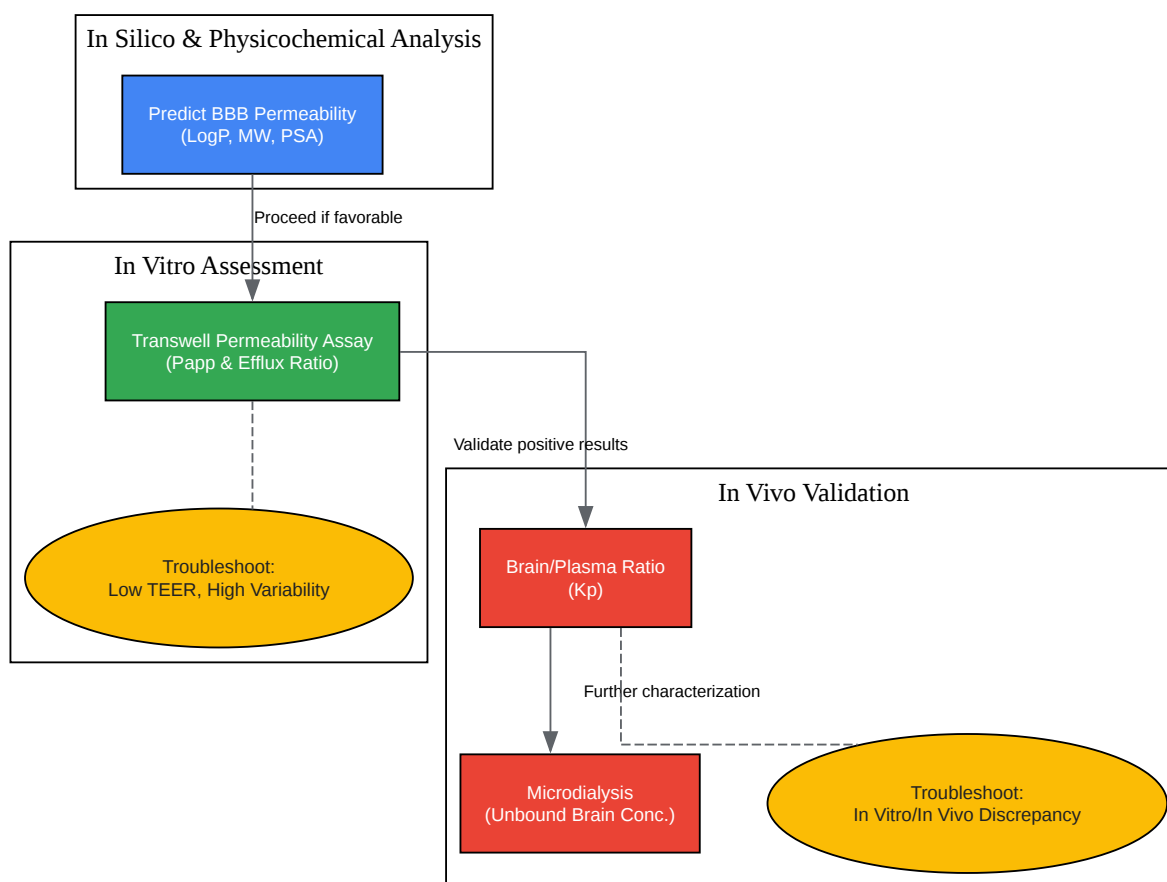 In Silico & Physicochemical Analysis
Predict BBB Permeability
(LogP, MW, PSA)
Proceed if favorable
In Vitro Assessment
Transwell Permeability Assay
(Papp & Efflux Ratio)
Validate positive results
Troubleshoot:
Low TEER, High Variability
In Vivo Validation
Brain/Plasma Ratio
(Kp)
Further characterization
Microdialysis
(Unbound Brain Conc.)
Troubleshoot:
In Vitro/In Vivo Discrepancy